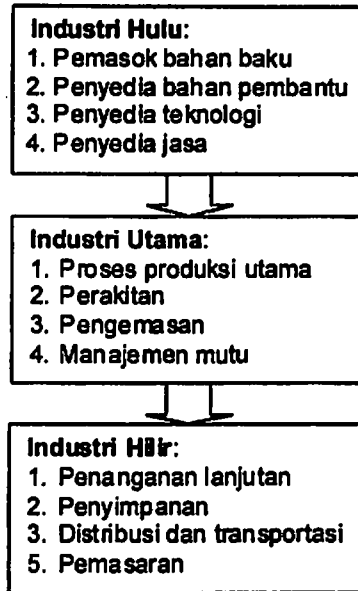 Industri Hulu:
1. Pemasok bahan baku
2. Penyedia bahan pembantu
3. Penyedia teknologi
4. Penyedia jasa
Industri Utama:
1. Proses produksi utama
2. Perakitan
3. Pengemasan
4. Manajemen mutu
Industri Hilir:
1. Penanganan lanjutan
2. Penyimpanan
3. Distribusi dan transportasi
5. Pemasaran